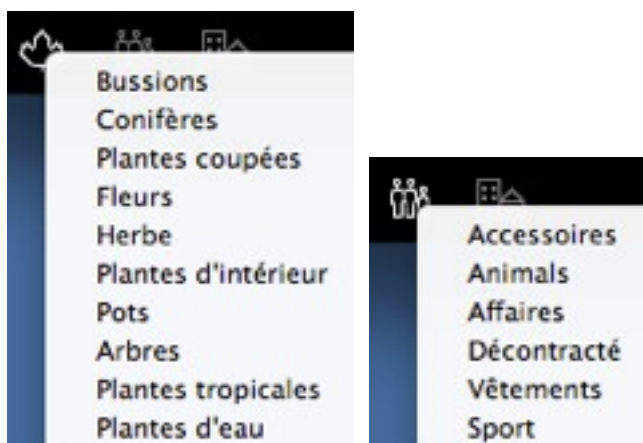 Bussions
Conifères
Plantes coupées
Fleurs
Herbe
Plantes d'intérieur
Pots
Arbres
Plantes tropicales
Plantes d'eau
Accessoires
Animals
Affaires
Décontracté
Vêtements
Sport